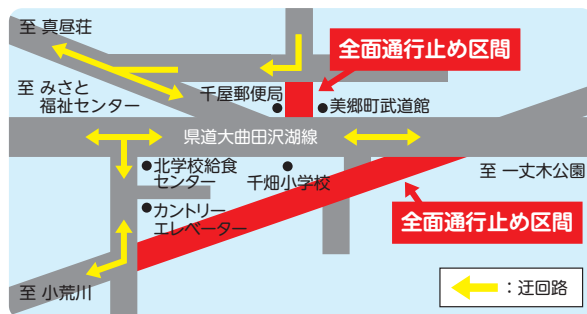 至 真昼荘
全面通行止め区間
至 みさと
福祉センター
千屋郵便局
美郷町武道館
県道大曲田沢湖線
北学校給食
センター
千畑小学校
至 一丈木公園
カントリー
エレベーター
全面通行止め区間
至 小荒川
：迂回路